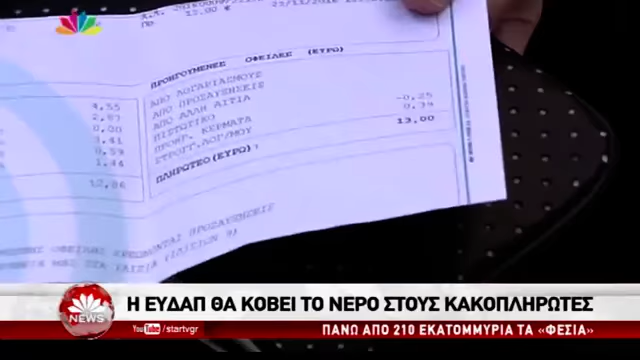 13.00 €
ΠΡΟΗΓΟΥΜΕΝΕΣ ΟΦΕΙΛΕΣ (ΕΥΡΩ)
ΑΠΟ ΛΟΓΑΡΙΑΣΜΟΥΣ
ΑΠΟ ΠΡΟΣΑΥΞΗΣΕΙΣ
ΑΠΟ ΑΛΛΗ ΑΙΤΙΑ
ΠΙΣΤΩΤΙΚΟ
ΠΡΟΗΓ. ΚΕΡΜΑΤΑ -0,25
ΣΤΡΟΓΓ.ΛΟΓ/ΜΟΥ 0,39
ΠΛΗΡΩΤΕΟ(ΕΥΡΩ): 13.00
4,55
2,87
0,00
0,59
1,44
12,86
Η ΕΥΔΑΠ ΘΑ ΚΟΒΕΙ ΤΟ ΝΕΡΟ ΣΤΟΥΣ ΚΑΚΟΠΛΗΡΩΤΕΣ
NEWS
YouTube /startvgr
ΠΑΝΩ ΑΠΟ 210 ΕΚΑΤΟΜΜΥΡΙΑ ΤΑ «ΦΕΣΙΑ»